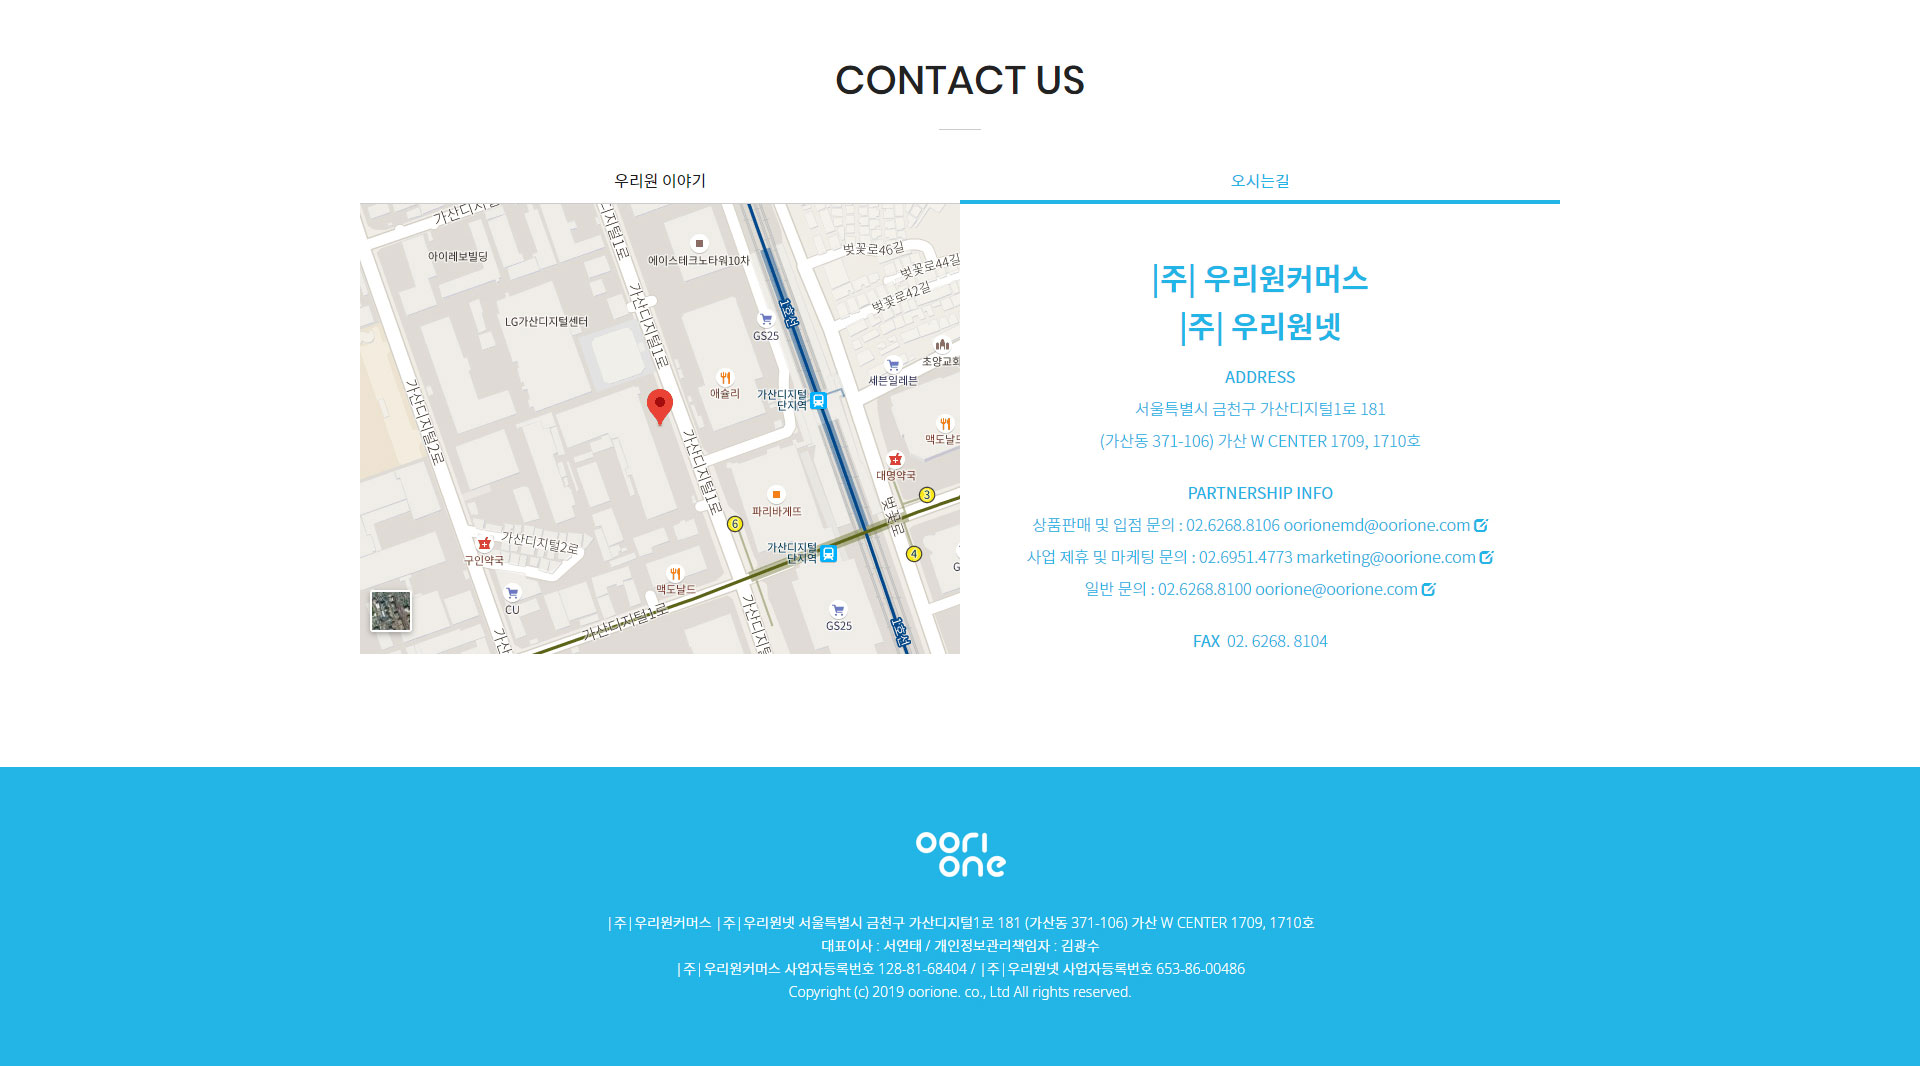 CONTACT US
우리원 이야기
오시는길
가산디지털1로
아이레보빌딩
에이스테크노타워10차
벚꽃로46길
벚꽃로44길
벚꽃로42길
가산디지털1로
1호선
LG가산디지털센터
GS25
초양교회
세븐일레븐
애슐리
가산디지털
단지역
가산디지털2로
맥도날드
가산디지털1로
대명약국
3
파리바게뜨
벚꽃로
6
가산디지털2로
구인약국
가산디지털
단지역
4
맥도날드
CU
가산디지털1로
GS25
1호선
|주| 우리원커머스
|주| 우리원넷
ADDRESS
서울특별시 금천구 가산디지털1로 181
(가산동 371-106) 가산 W CENTER 1709, 1710호
PARTNERSHIP INFO
상품판매 및 입점 문의 : 02.6268.8106 oorionemd@oorione.com
사업 제휴 및 마케팅 문의 : 02.6951.4773 marketing@oorione.com
일반 문의 : 02.6268.8100 oorione@oorione.com
FAX 02. 6268. 8104
oori
one
|주|우리원커머스 |주|우리원넷 서울특별시 금천구 가산디지털1로 181 (가산동 371-106) 가산 W CENTER 1709, 1710호
대표이사 : 서연태 / 개인정보관리책임자 : 김광수
|주|우리원커머스 사업자등록번호 128-81-68404 / |주|우리원넷 사업자등록번호 653-86-00486
Copyright (c) 2019 oorione. co., Ltd All rights reserved.